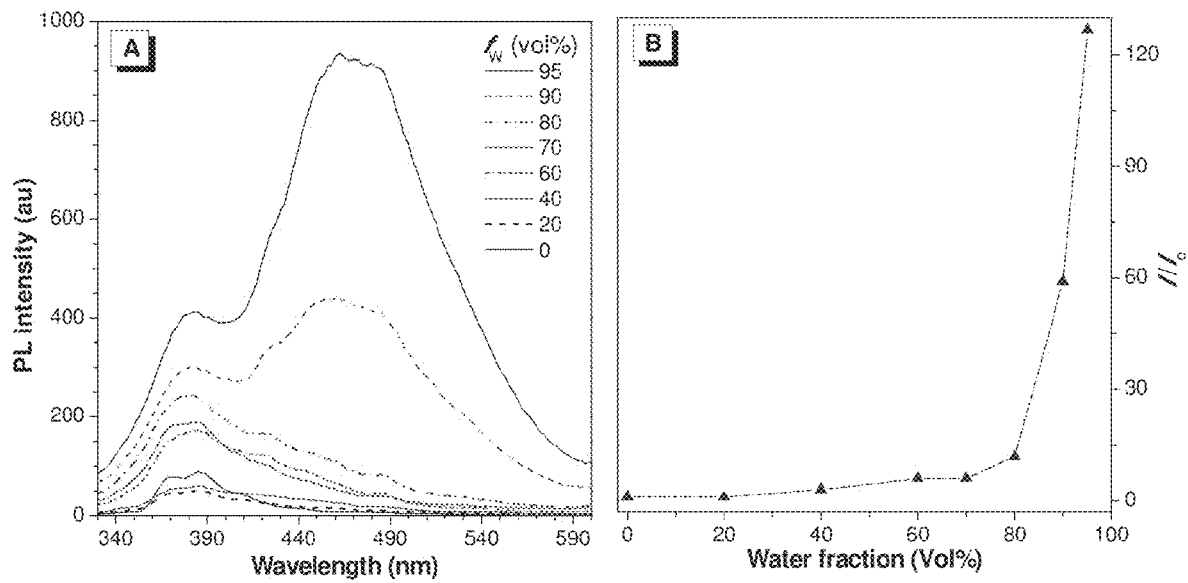 A
f_w (vol%)
95
90
80
70
60
40
20
0
1000
800
600
400
200
0
PL intensity (au)
340 390 440 490 540 590
Wavelength (nm)
B
120
90
60
30
0
I/I_o
0 20 40 60 80 100
Water fraction (Vol%)